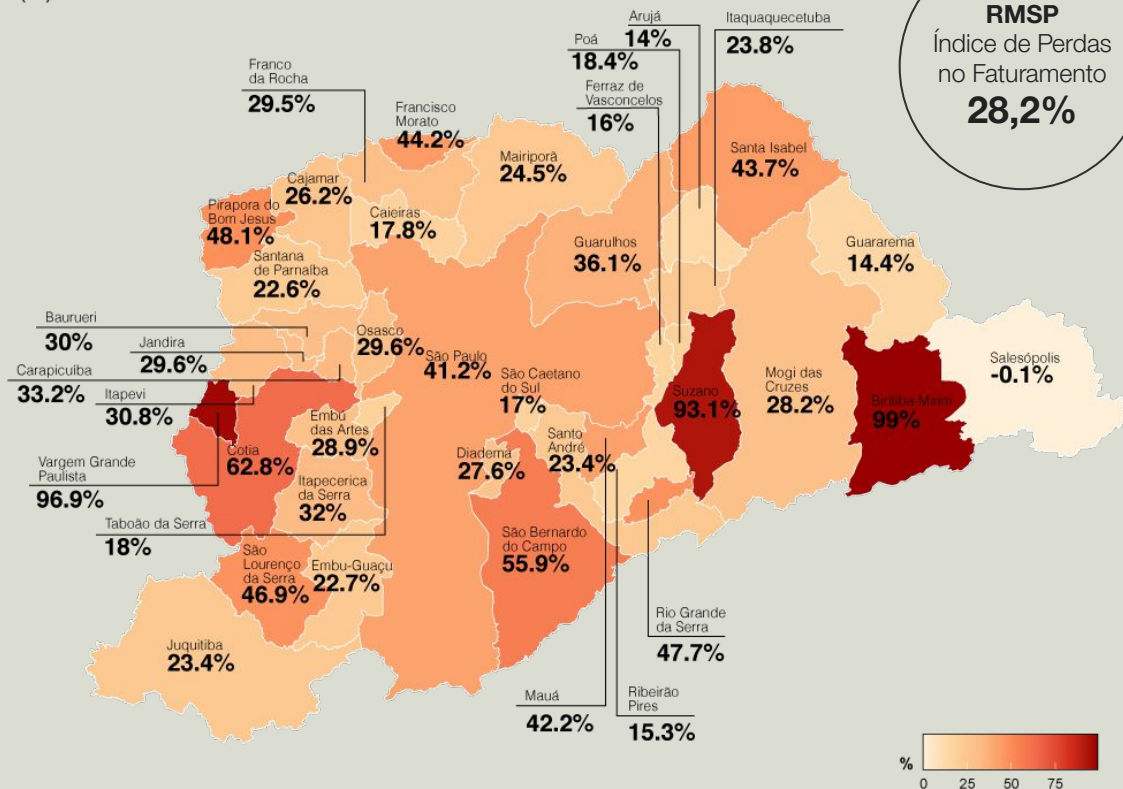 RMSP
Índice de Perdas
no Faturamento
28,2%
Arujá
14%
Itaquaquecetuba
23.8%
Poá
18.4%
Ferraz de
Vasconcelos
16%
Franco
da Rocha
29.5%
Francisco
Morato
44.2%
Mairiporã
24.5%
Santa Isabel
43.7%
Cajamar
26.2%
Caieiras
17.8%
Pirapora do
Bom Jesus
48.1%
Guarulhos
36.1%
Guararema
14.4%
Santana
de Parnaíba
22.6%
Baurueri
30%
Jandira
29.6%
Osasco
29.6%
São Paulo
41.2%
Carapicuíba
33.2%
Itapevi
30.8%
São Caetano
do Sul
17%
Suzano
93.1%
Mogi das
Cruzes
28.2%
Biritiba-Mirim
99%
Salesópolis
-0.1%
Embu
das Artes
28.9%
Cotia
62.8%
Diadema
27.6%
Santo
André
23.4%
Vargem Grande
Paulista
96.9%
Itapecerica
da Serra
32%
Taboão da Serra
18%
São Bernardo
do Campo
55.9%
São
Lourenço
da Serra
46.9%
Embu-Guaçu
22.7%
Juquitiba
23.4%
Rio Grande
da Serra
47.7%
Mauá
42.2%
Ribeirão
Pires
15.3%
%
0 25 50 75